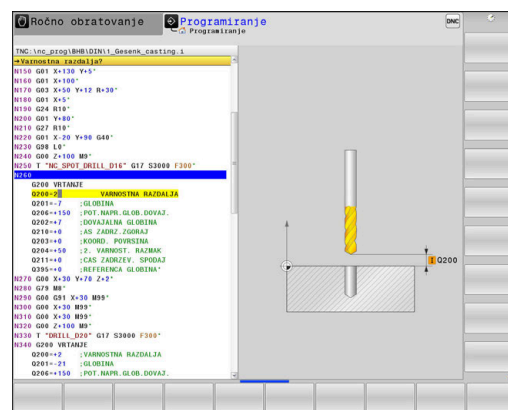 Ročno obratovanje
Programiranje
Programiranje
DNC
TNC:\nc_prog\BHB\DIN\1_Gesenk_casting.i
→Varnostna razdalja?
N150 G01 X+130 Y+5*
N160 G01 X+100*
N170 G03 X+50 Y+12 R+30*
N180 G01 X+5*
N190 G24 R10*
N200 G01 Y+80*
N210 G27 R10*
N220 G01 X-20 Y+90 G40*
N230 G98 L0*
N240 G00 Z+100 M9*
N250 T "NC_SPOT_DRILL_D16" G17 S3000 F300*
N260
G200 VRTANJE
Q200=2 VARNOSTNA RAZDALJA
Q201=-7 ;GLOBINA
Q206=+150 ;POT.NAPR.GLOB.DOVAJ.
Q202=+7 ;DOVAJALNA GLOBINA
Q210=+0 ;AS ZADRZ.ZGORAJ
Q203=+0 ;KOORD. POVRSINA
Q204=+50 ;2. VARNOST. RAZMAK
Q211=+0 ;CAS ZADRZEV. SPODAJ
Q395=+0 ;REFERENCA GLOBINA*
N270 G00 X+30 Y+70 Z+2*
N280 G79 M8*
N290 G00 G91 X+30 M99*
N300 G00 X+30 M99*
N310 G00 X+30 M99*
N320 G00 Z+100 M9*
N330 T "DRILL_D20" G17 S3000 F300*
N340 G200 VRTANJE
Q200=+2 ;VARNOSTNA RAZDALJA
Q201=-21 ;GLOBINA
Q206=+150 ;POT.NAPR.GLOB.DOVAJ.
Q200